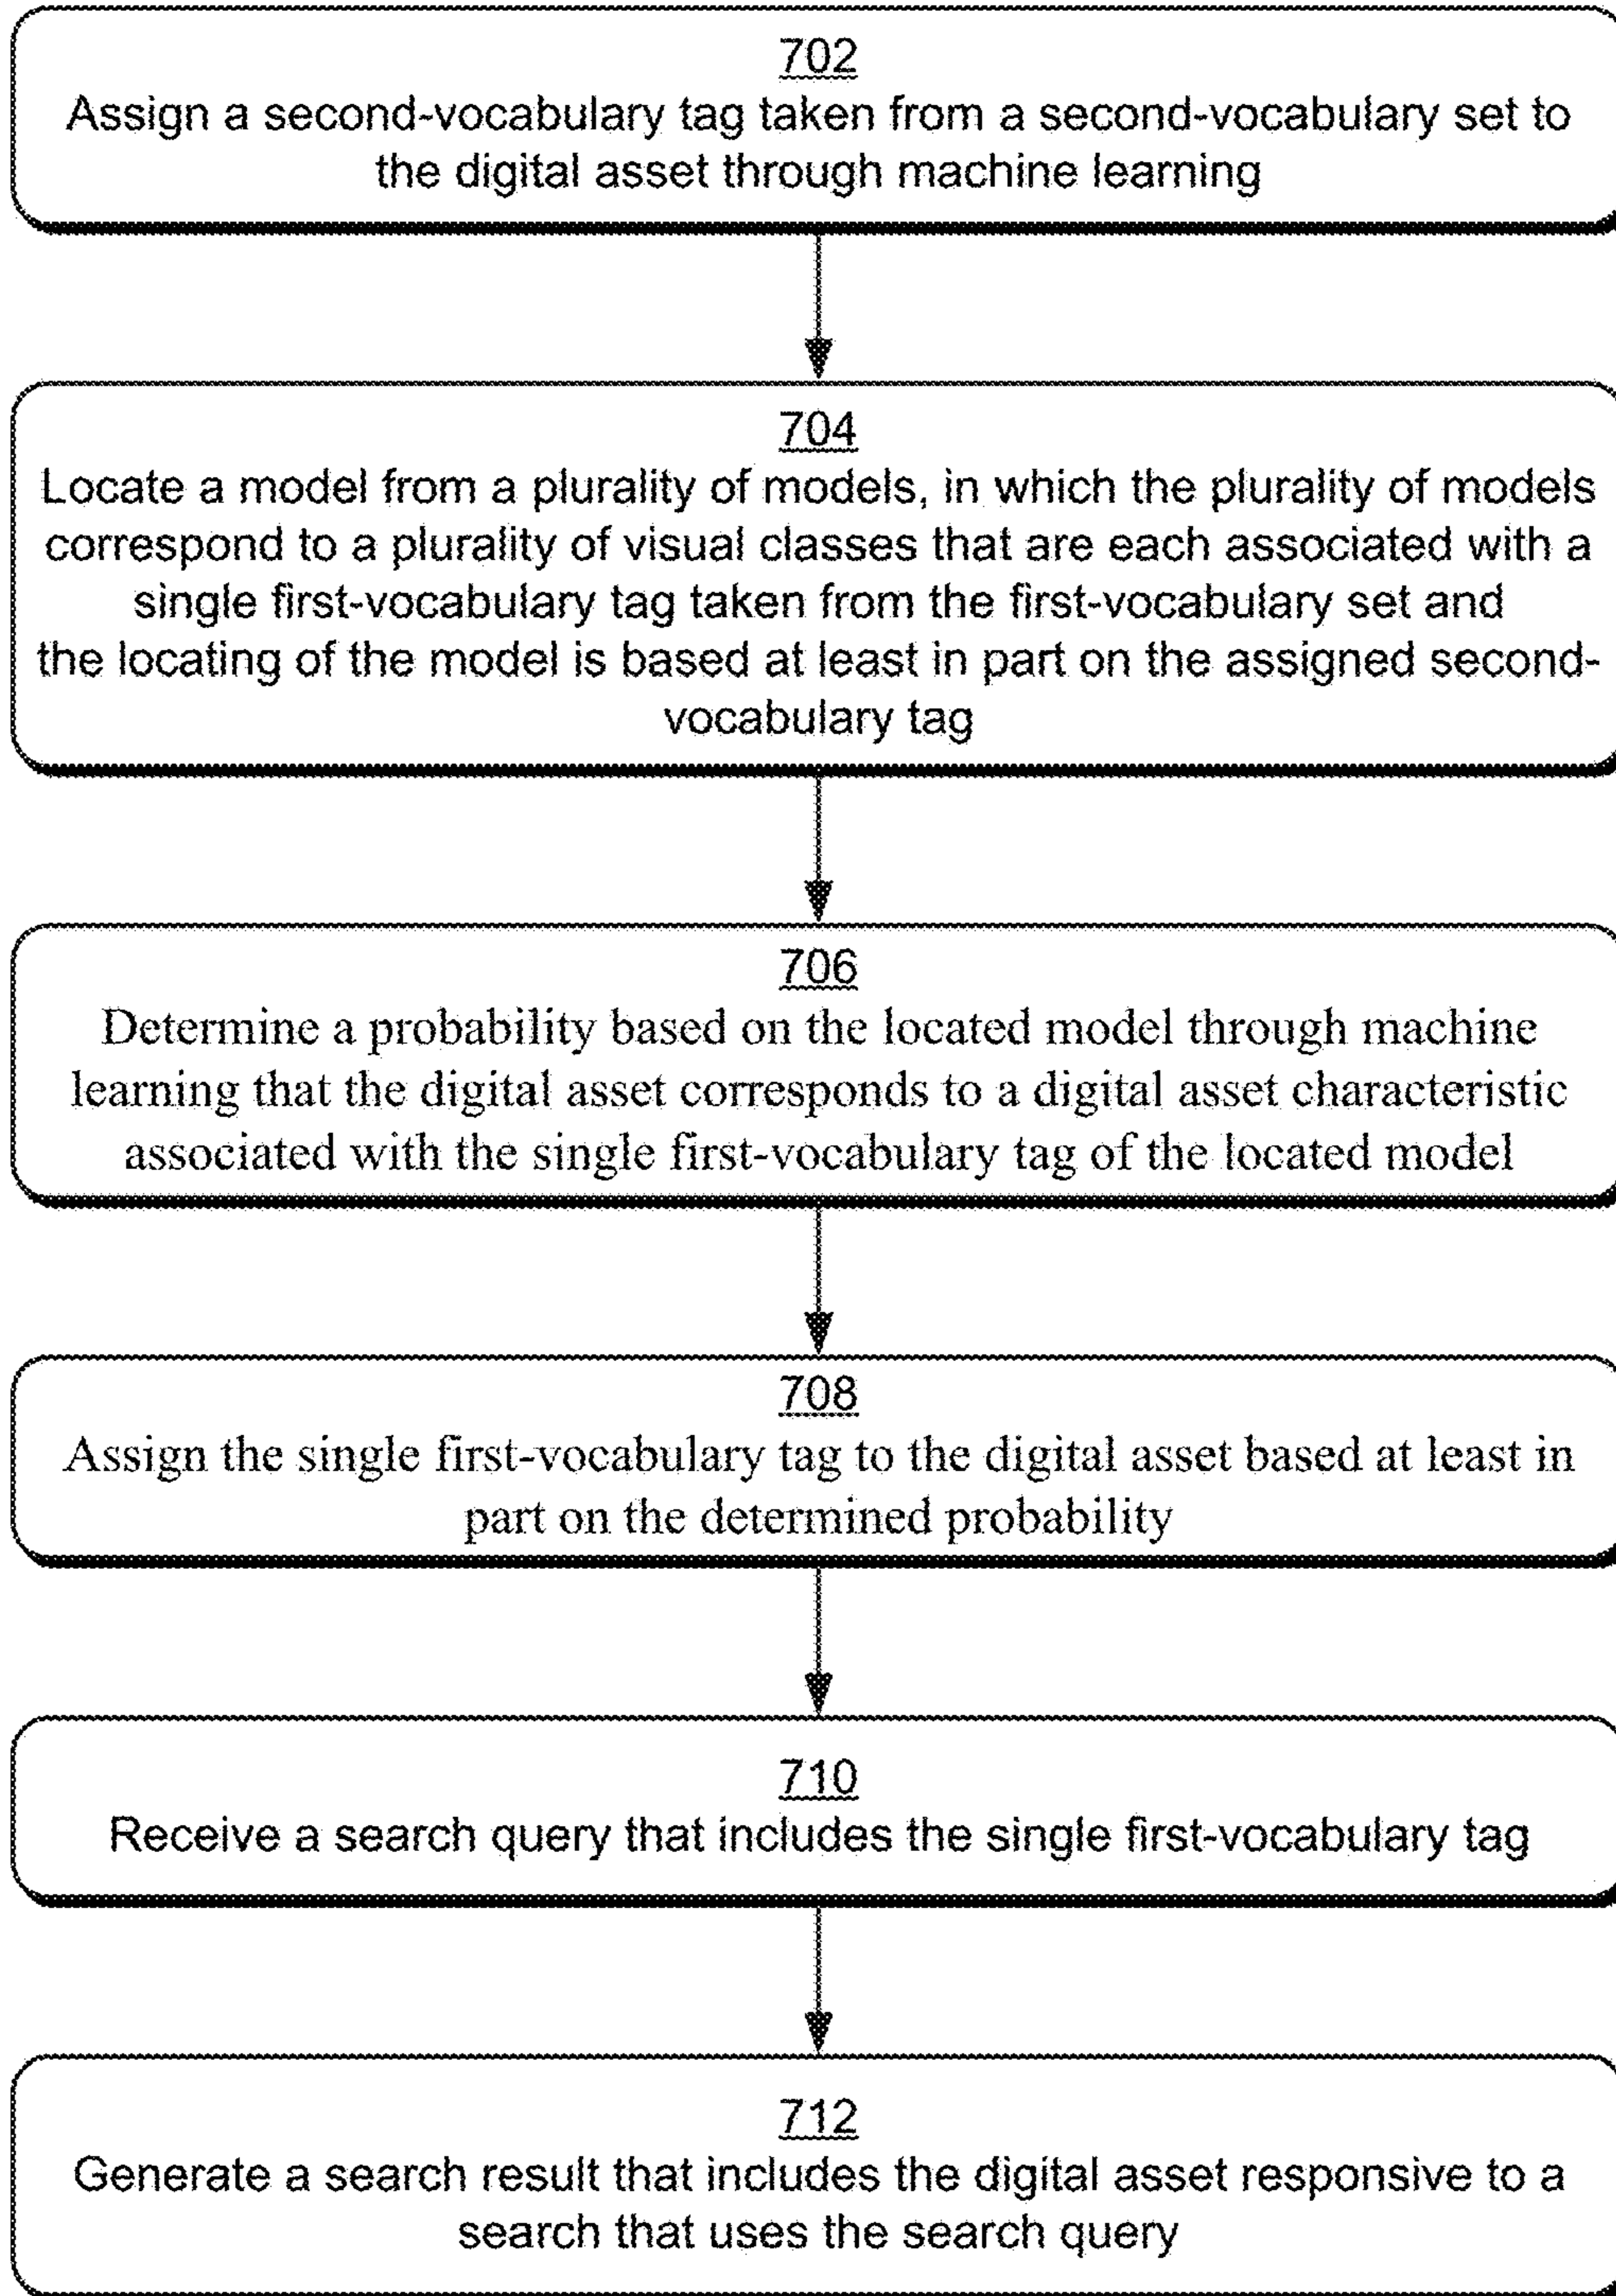 702
Assign a second-vocabulary tag taken from a second-vocabulary set to
the digital asset through machine learning
704
Locate a model from a plurality of models, in which the plurality of models
correspond to a plurality of visual classes that are each associated with a
single first-vocabulary tag taken from the first-vocabulary set and
the locating of the model is based at least in part on the assigned second-
vocabulary tag
706
Determine a probability based on the located model through machine
learning that the digital asset corresponds to a digital asset characteristic
associated with the single first-vocabulary tag of the located model
708
Assign the single first-vocabulary tag to the digital asset based at least in
part on the determined probability
710
Receive a search query that includes the single first-vocabulary tag
712
Generate a search result that includes the digital asset responsive to a
search that uses the search query